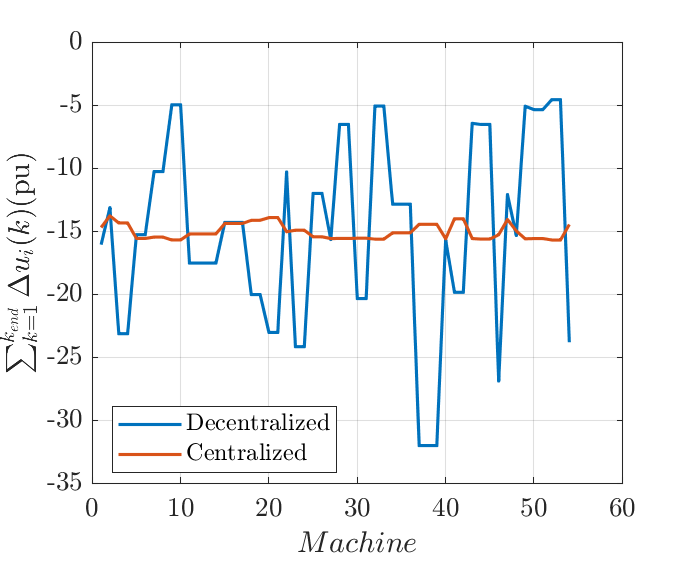 0
-5
-10
-15
-20
-25
-30
-35
∑_{k=1}^{k_{end}} Δu_i(k)(pu)
Decentralized
Centralized
0 10 20 30 40 50 60
Machine